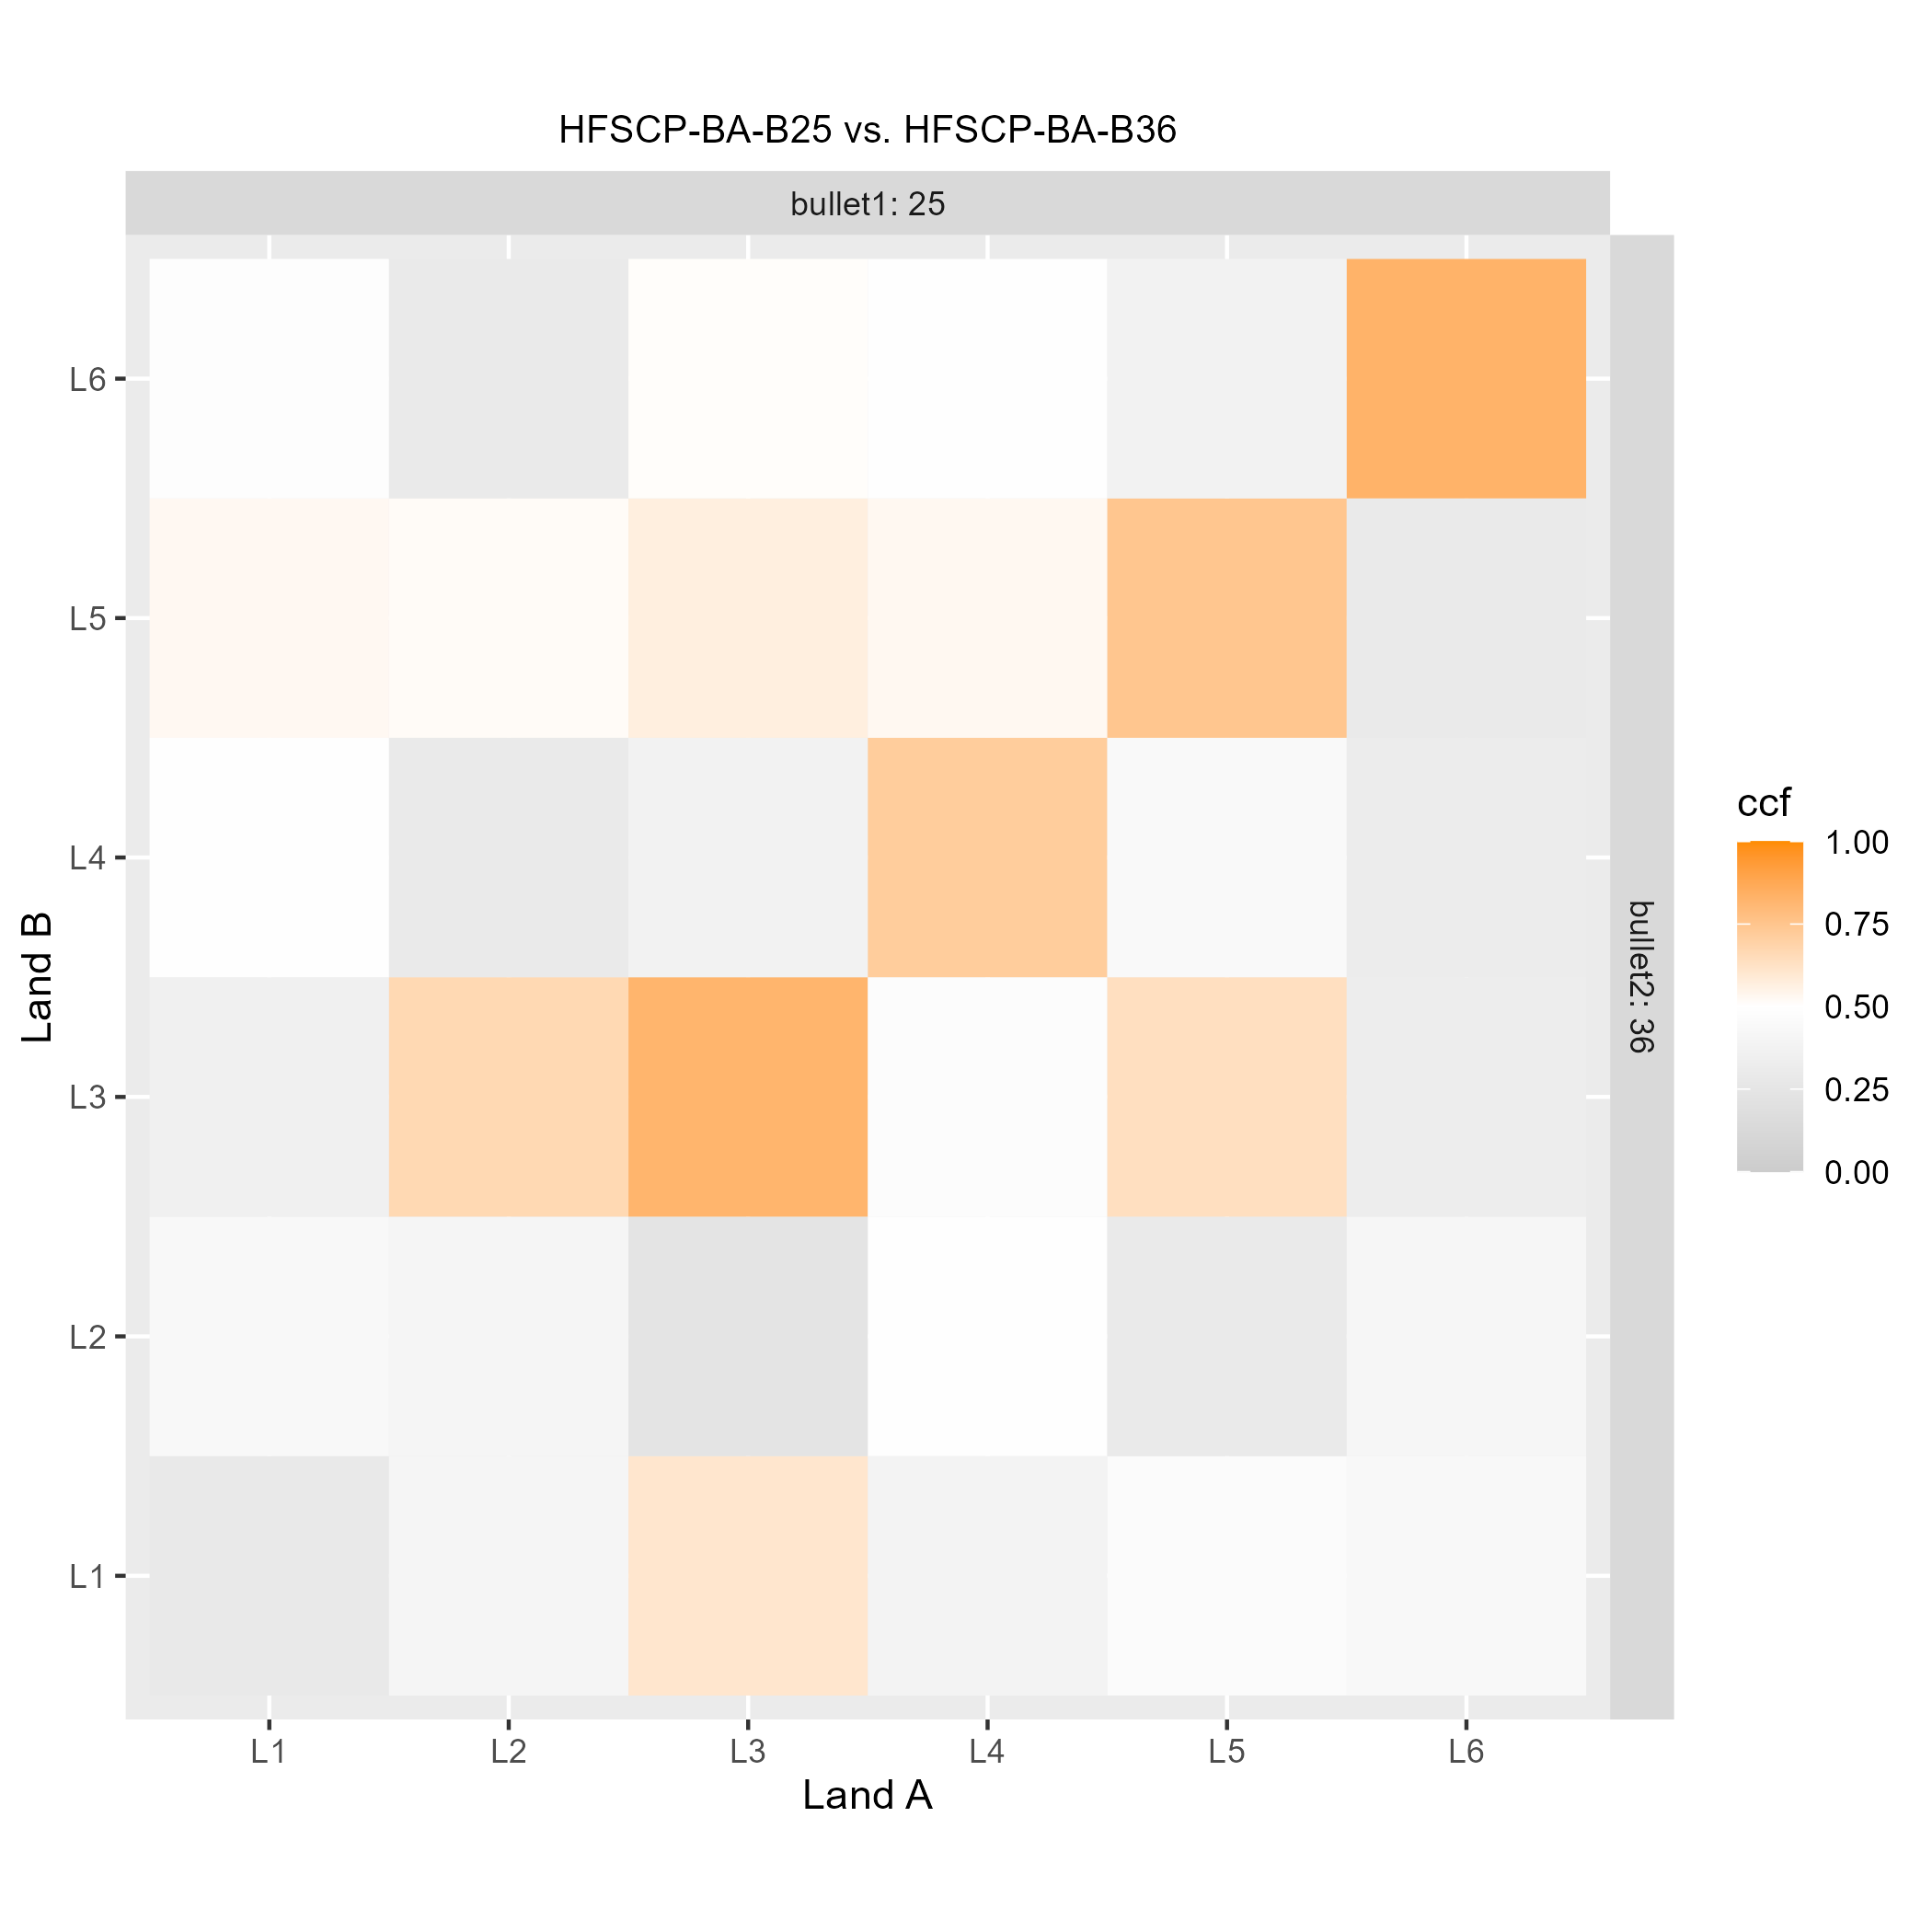 HFSCP-BA-B25 vs. HFSCP-BA-B36
bullet1: 25
L6
L5
L4
L3
L2
L1
Land B
bullet2: 36
L1 L2 L3 L4 L5 L6
Land A
ccf
1.00
0.75
0.50
0.25
0.00